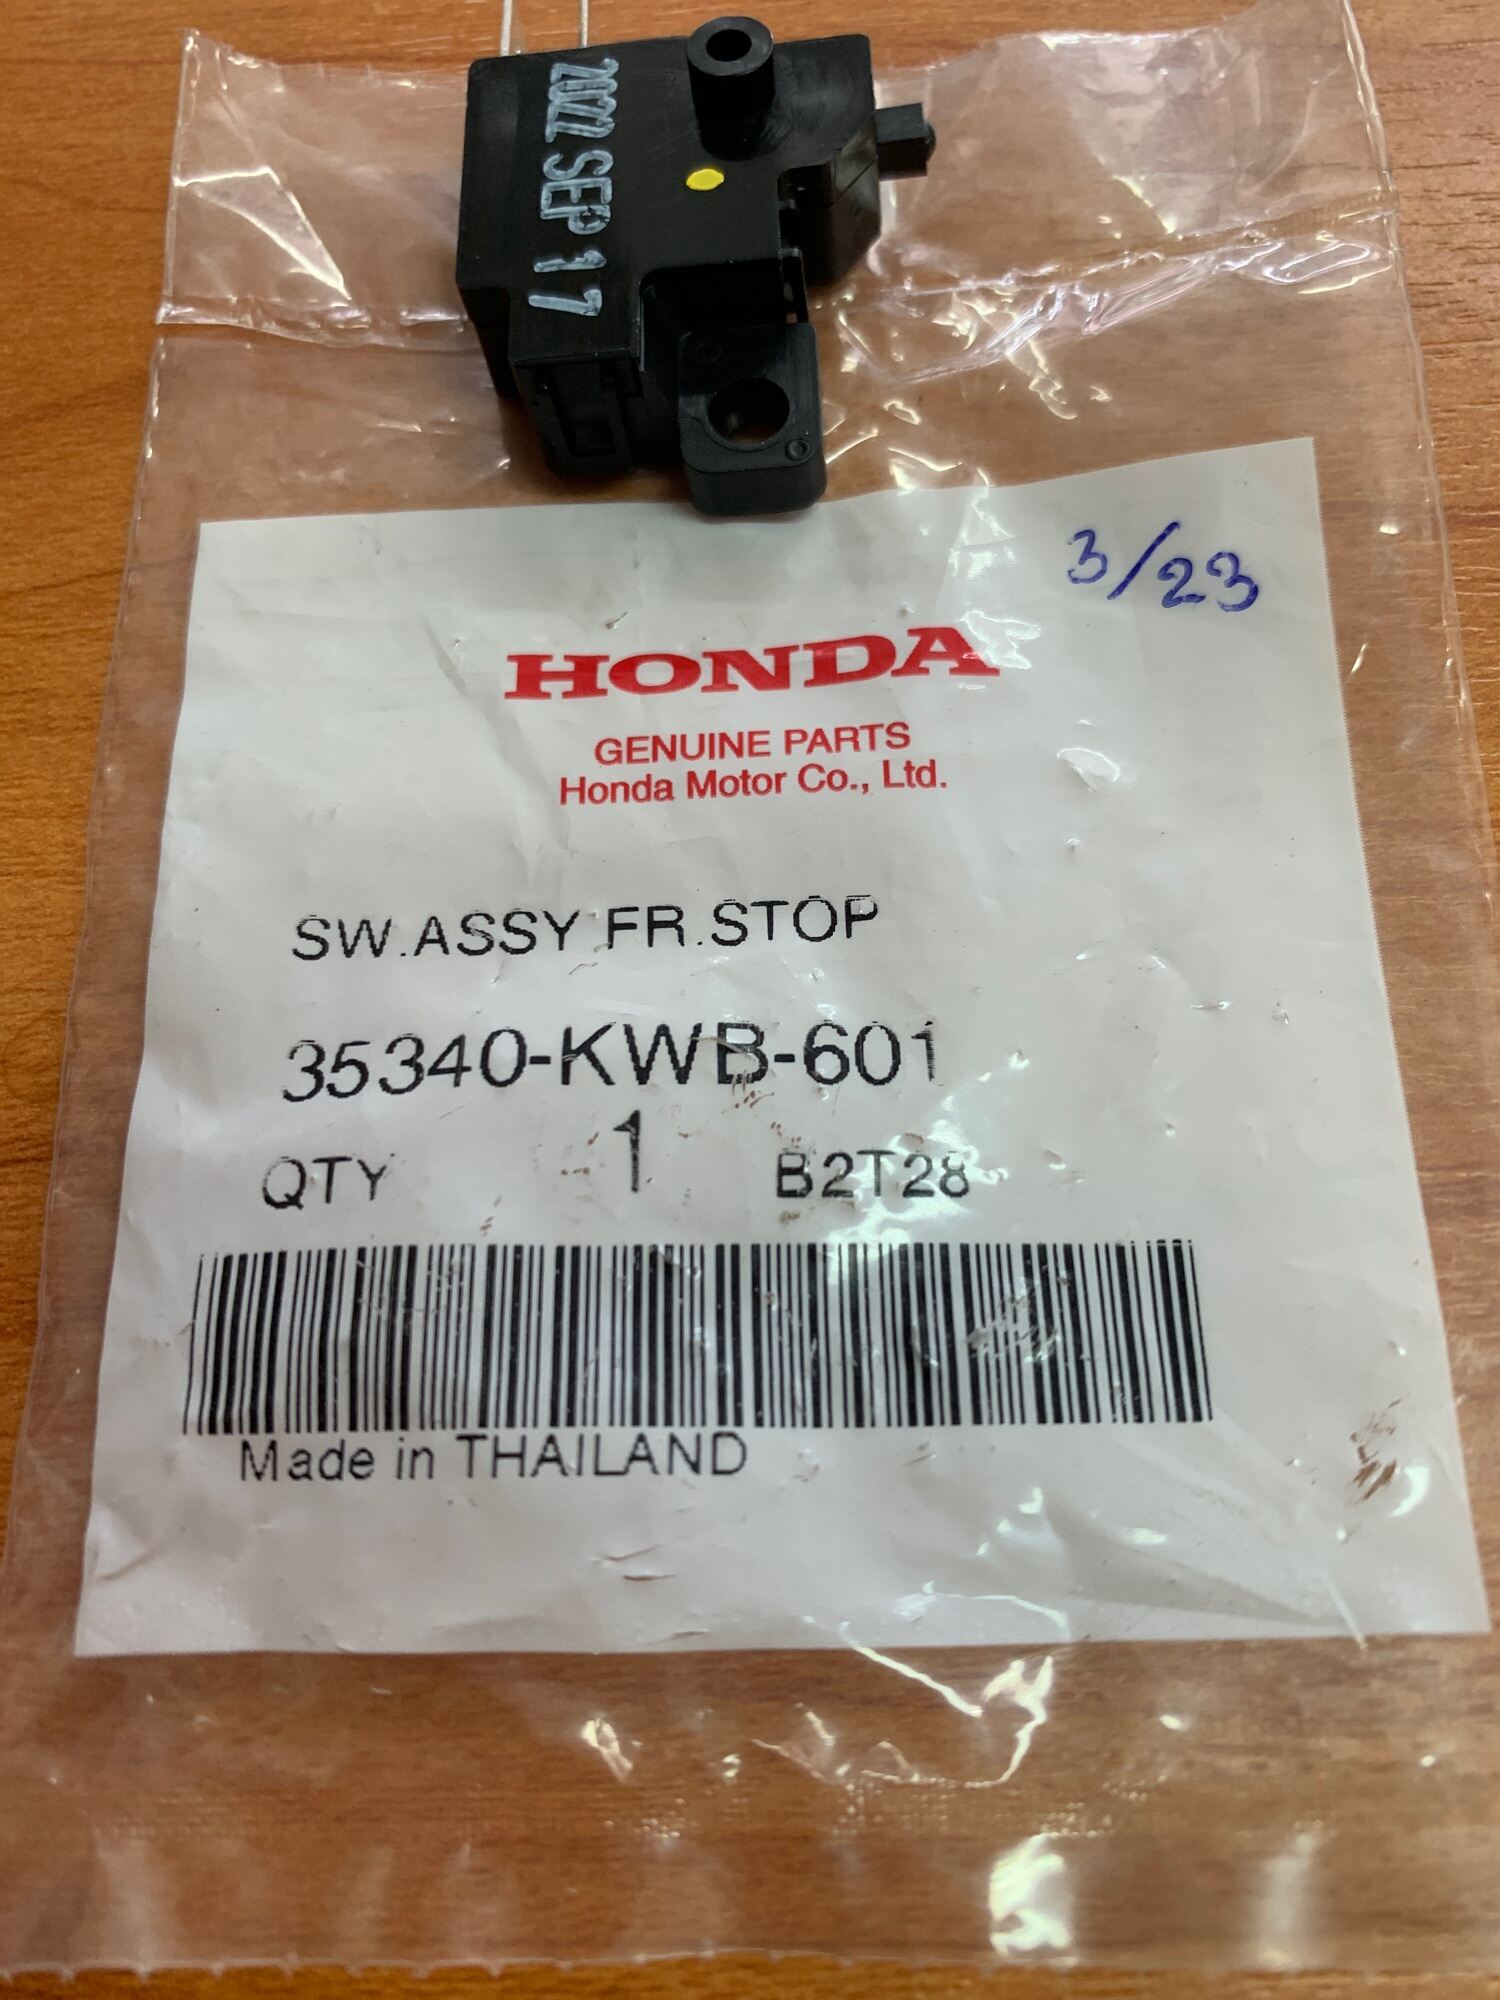 2022 SEP 17
3/23
HONDA
GENUINE PARTS
Honda Motor Co., Ltd.
SW.ASSY FR.STOP
35340-KWB-601
QTY 1 B2T28
Made in THAILAND